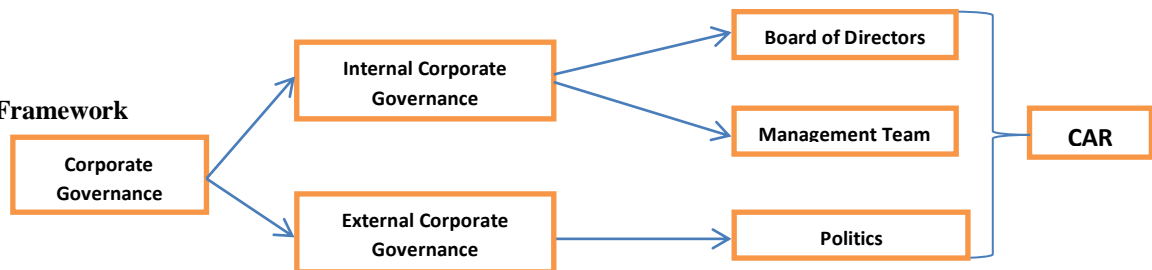 Framework
Corporate
Governance
Internal Corporate
Governance
External Corporate
Governance
Board of Directors
Management Team
Politics
CAR